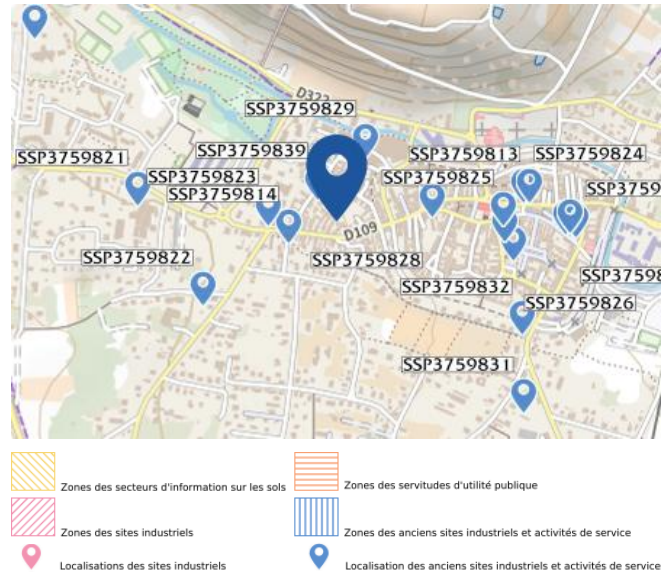 D322
SSP3759829
SSP3759821
SSP3759839
SSP3759813
SSP3759824
SSP3759823
SSP3759825
SSP3759814
D109
SSP3759822
SSP3759828
SSP3759832
SSP3759826
SSP3759831
Zones des secteurs d'information sur les sols
Zones des servitudes d'utilité publique
Zones des sites industriels
Zones des anciens sites industriels et activités de service
Localisations des sites industriels
Localisation des anciens sites industriels et activités de service